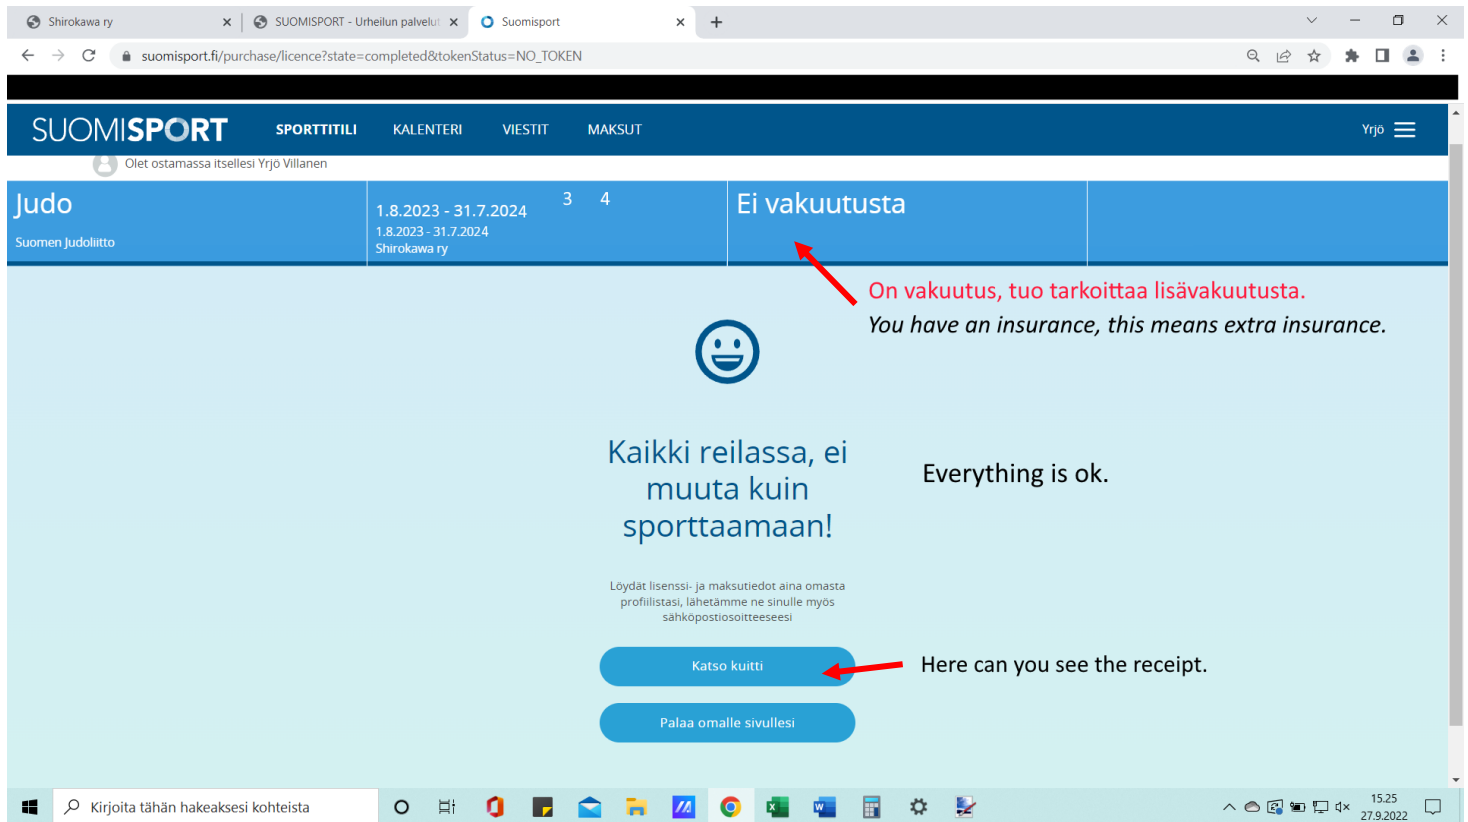 Shirokawa ry
SUOMISPORT - Urheilun palvelut
Suomisport
suomisport.fi/purchase/licence?state=completed&tokenStatus=NO_TOKEN
SUOMISPORT
SPORTTITILI
KALENTERI
VIESTIT
MAKSUT
Yrjö
Olet ostamassa itsellesi Yrjö Villanen
Judo
Suomen Judoliitto
1.8.2023 - 31.7.2024
3 4
1.8.2023 - 31.7.2024
Shirokawa ry
Ei vakuutusta
On vakuutus, tuo tarkoittaa lisävakuutusta.
You have an insurance, this means extra insurance.
Kaikki reilassa, ei
muuta kuin
sporttaamaan!
Everything is ok.
Löydät lisenssi- ja maksutiedot aina omasta
profiilistasi, lähetämme ne sinulle myös
sähköpostiosoitteeseesi
Katso kuitti
Here can you see the receipt.
Palaa omalle sivullesi
Kirjoita tähän hakeaksesi kohteista
15.25
27.9.2022